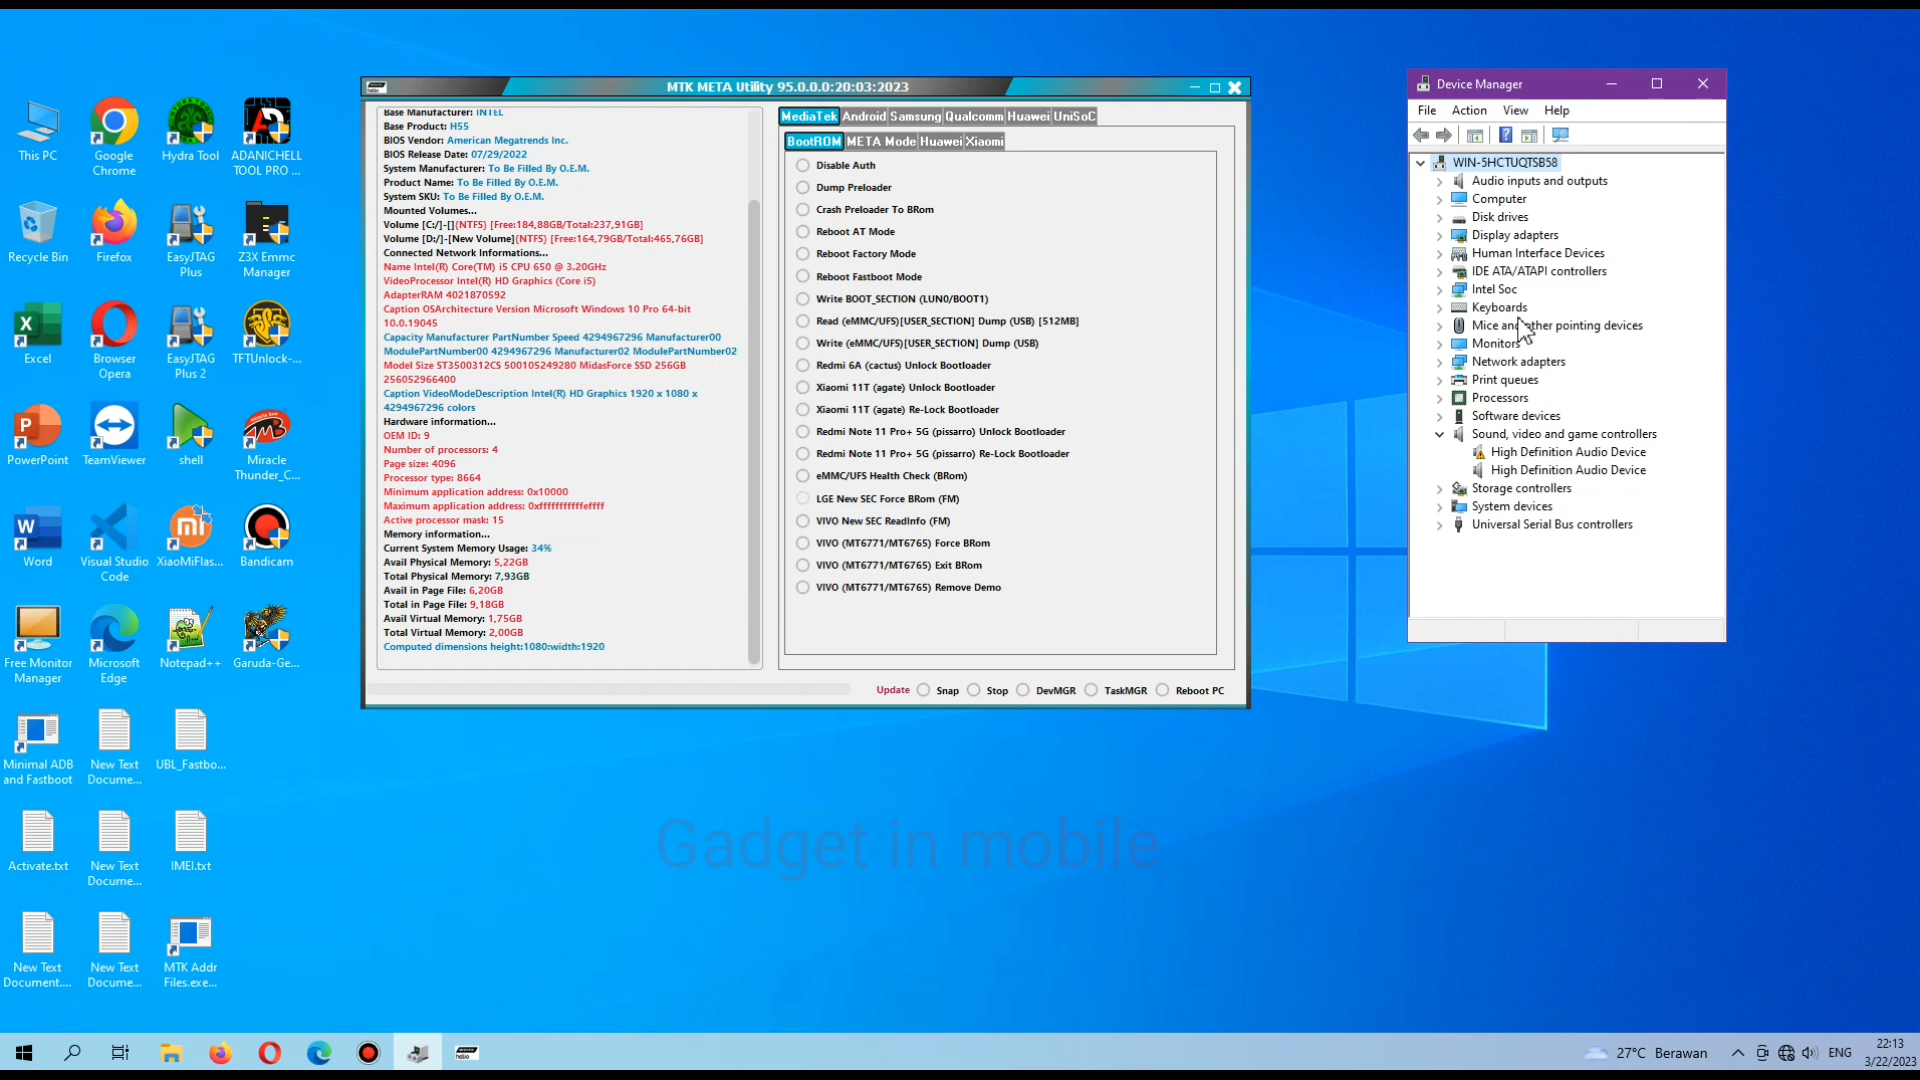 This PC
Google
Chrome
Hydra Tool
ADANICHELL
TOOL PRO ...
Recycle Bin
Firefox
EasyJTAG
Plus
Z3X Emmc
Manager
Excel
Browser
Opera
EasyJTAG
Plus 2
TFTUnlock-...
PowerPoint
TeamViewer
shell
Miracle
Thunder_C...
Word
Visual Studio
Code
XiaoMiFlas...
Bandicam
Free Monitor
Manager
Microsoft
Edge
Notepad++
Garuda-Ge...
Minimal ADB
and Fastboot
New Text
Docume...
UBL_Fastbo...
Activate.txt
New Text
Docume...
IMEI.txt
New Text
Document....
New Text
Docume...
MTK Addr
Files.exe...
MTK META Utility 95.0.0.0:20:03:2023
Base Manufacturer: INTEL
Base Product: H55
BIOS Vendor: American Megatrends Inc.
BIOS Release Date: 07/29/2022
System Manufacturer: To Be Filled By O.E.M.
Product Name: To Be Filled By O.E.M.
System SKU: To Be Filled By O.E.M.
Mounted Volumes...
Volume [C:/]-[]{NTFS} [Free:184,88GB/Total:237,91GB]
Volume [D:/]-[New Volume]{NTFS} [Free:164,79GB/Total:465,76GB]
Connected Network Informations...
Name Intel(R) Core(TM) i5 CPU 650 @ 3.20GHz
VideoProcessor Intel(R) HD Graphics (Core i5)
AdapterRAM 4021870592
Caption OSArchitecture Version Microsoft Windows 10 Pro 64-bit
10.0.19045
Capacity Manufacturer PartNumber Speed 4294967296 Manufacturer00
ModulePartNumber00 4294967296 Manufacturer02 ModulePartNumber02
Model Size ST3500312CS 500105249280 MidasForce SSD 256GB
256052966400
Caption VideoModeDescription Intel(R) HD Graphics 1920 x 1080 x
4294967296 colors
Hardware information...
OEM ID: 9
Number of processors: 4
Page size: 4096
Processor type: 8664
Minimum application address: 0x10000
Maximum application address: 0xfffffffffffeffff
Active processor mask: 15
Memory information...
Current System Memory Usage: 34%
Avail Physical Memory: 5,22GB
Total Physical Memory: 7,93GB
Avail in Page File: 6,20GB
Total in Page File: 9,18GB
Avail Virtual Memory: 1,75GB
Total Virtual Memory: 2,00GB
Computed dimensions height:1080:width:1920
MediaTek Android Samsung Qualcomm Huawei UniSoC
BootROM META Mode Huawei Xiaomi
Disable Auth
Dump Preloader
Crash Preloader To BRom
Reboot AT Mode
Reboot Factory Mode
Reboot Fastboot Mode
Write BOOT_SECTION (LUN0/BOOT1)
Read (eMMC/UFS)[USER_SECTION] Dump (USB) [512MB]
Write (eMMC/UFS)[USER_SECTION] Dump (USB)
Redmi 6A (cactus) Unlock Bootloader
Xiaomi 11T (agate) Unlock Bootloader
Xiaomi 11T (agate) Re-Lock Bootloader
Redmi Note 11 Pro+ 5G (pissarro) Unlock Bootloader
Redmi Note 11 Pro+ 5G (pissarro) Re-Lock Bootloader
eMMC/UFS Health Check (BRom)
LGE New SEC Force BRom (FM)
VIVO New SEC ReadInfo (FM)
VIVO (MT6771/MT6765) Force BRom
VIVO (MT6771/MT6765) Exit BRom
VIVO (MT6771/MT6765) Remove Demo
Update Snap Stop DevMGR TaskMGR Reboot PC
Device Manager
File Action View Help
WIN-5HCTUQTSB58
Audio inputs and outputs
Computer
Disk drives
Display adapters
Human Interface Devices
IDE ATA/ATAPI controllers
Intel Soc
Keyboards
Mice and other pointing devices
Monitors
Network adapters
Print queues
Processors
Software devices
Sound, video and game controllers
High Definition Audio Device
High Definition Audio Device
Storage controllers
System devices
Universal Serial Bus controllers
Gadget in mobile
27°C Berawan
ENG
22:13
3/22/2023